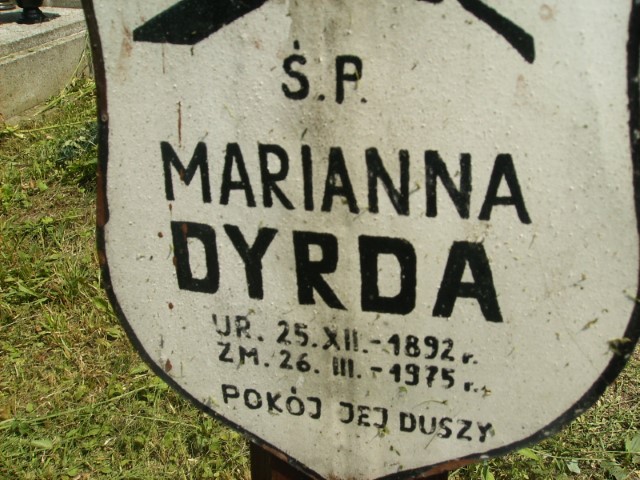 Ś.P.
MARIANNA
DYRDA
UR. 25.XII.-1892 r.
ZM. 26. III.-1975 r.
POKÓJ JEJ DUSZY